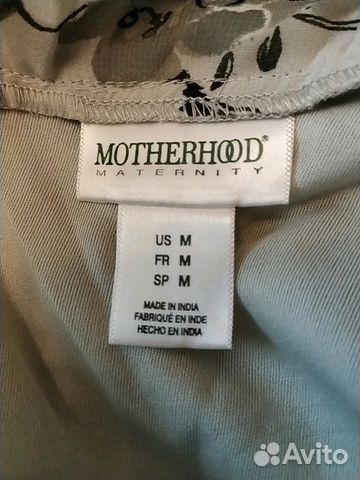 MOTHERHOOD®
MATERNITY
US M
FR M
SP M
MADE IN INDIA
FABRIQUÉ EN INDE
HECHO EN INDIA
Avito